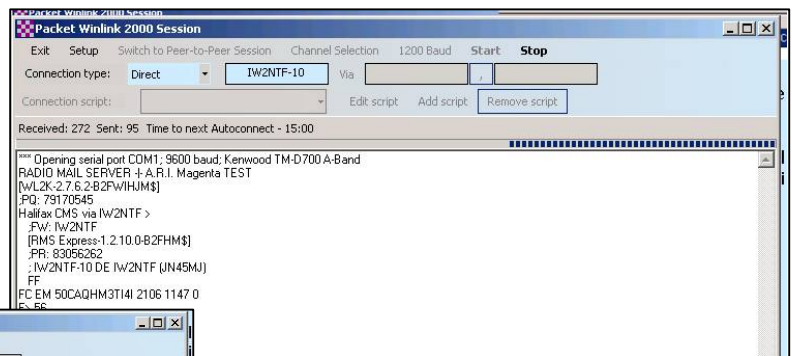 Packet Winlink 2000 Session
Exit Setup Switch to Peer-to-Peer Session Channel Selection 1200 Baud Start Stop
Connection type: Direct IW2NTF-10 Via ,
Connection script: Edit script Add script Remove script
Received: 272 Sent: 95 Time to next Autoconnect - 15:00
*** Opening serial port COM1; 9600 baud; Kenwood TM-D700 A-Band
RADIO MAIL SERVER -|- A.R.I. Magenta TEST
[WL2K-2.7.6.2-B2FWIHJM$]
;PQ: 79170545
Halifax CMS via IW2NTF >
;FW: IW2NTF
[RMS Express-1.2.10.0-B2FHM$]
;PR: 83056262
; IW2NTF-10 DE IW2NTF (JN45MJ)
FF
FC EM 50CAQHM3TI4I 2106 1147 0
F> 56